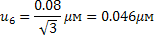 u₆ = 0.08/√3 μм = 0.046μм